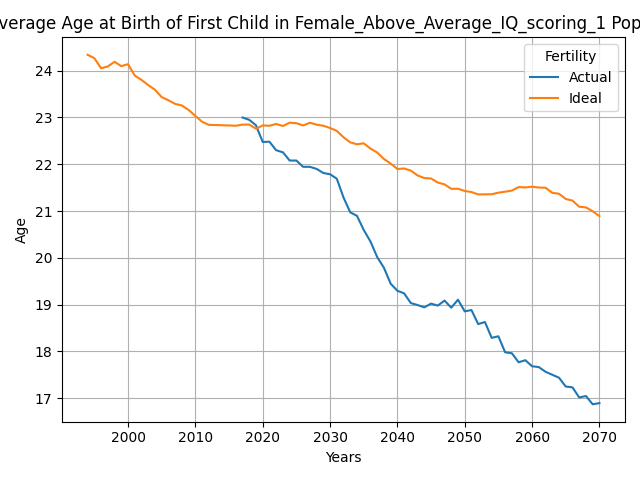 verage Age at Birth of First Child in Female_Above_Average_IQ_scoring_1 Pop
Fertility
Actual
Ideal
24
23
22
21
20
19
18
17
Age
2000
2010
2020
2030
2040
2050
2060
2070
Years